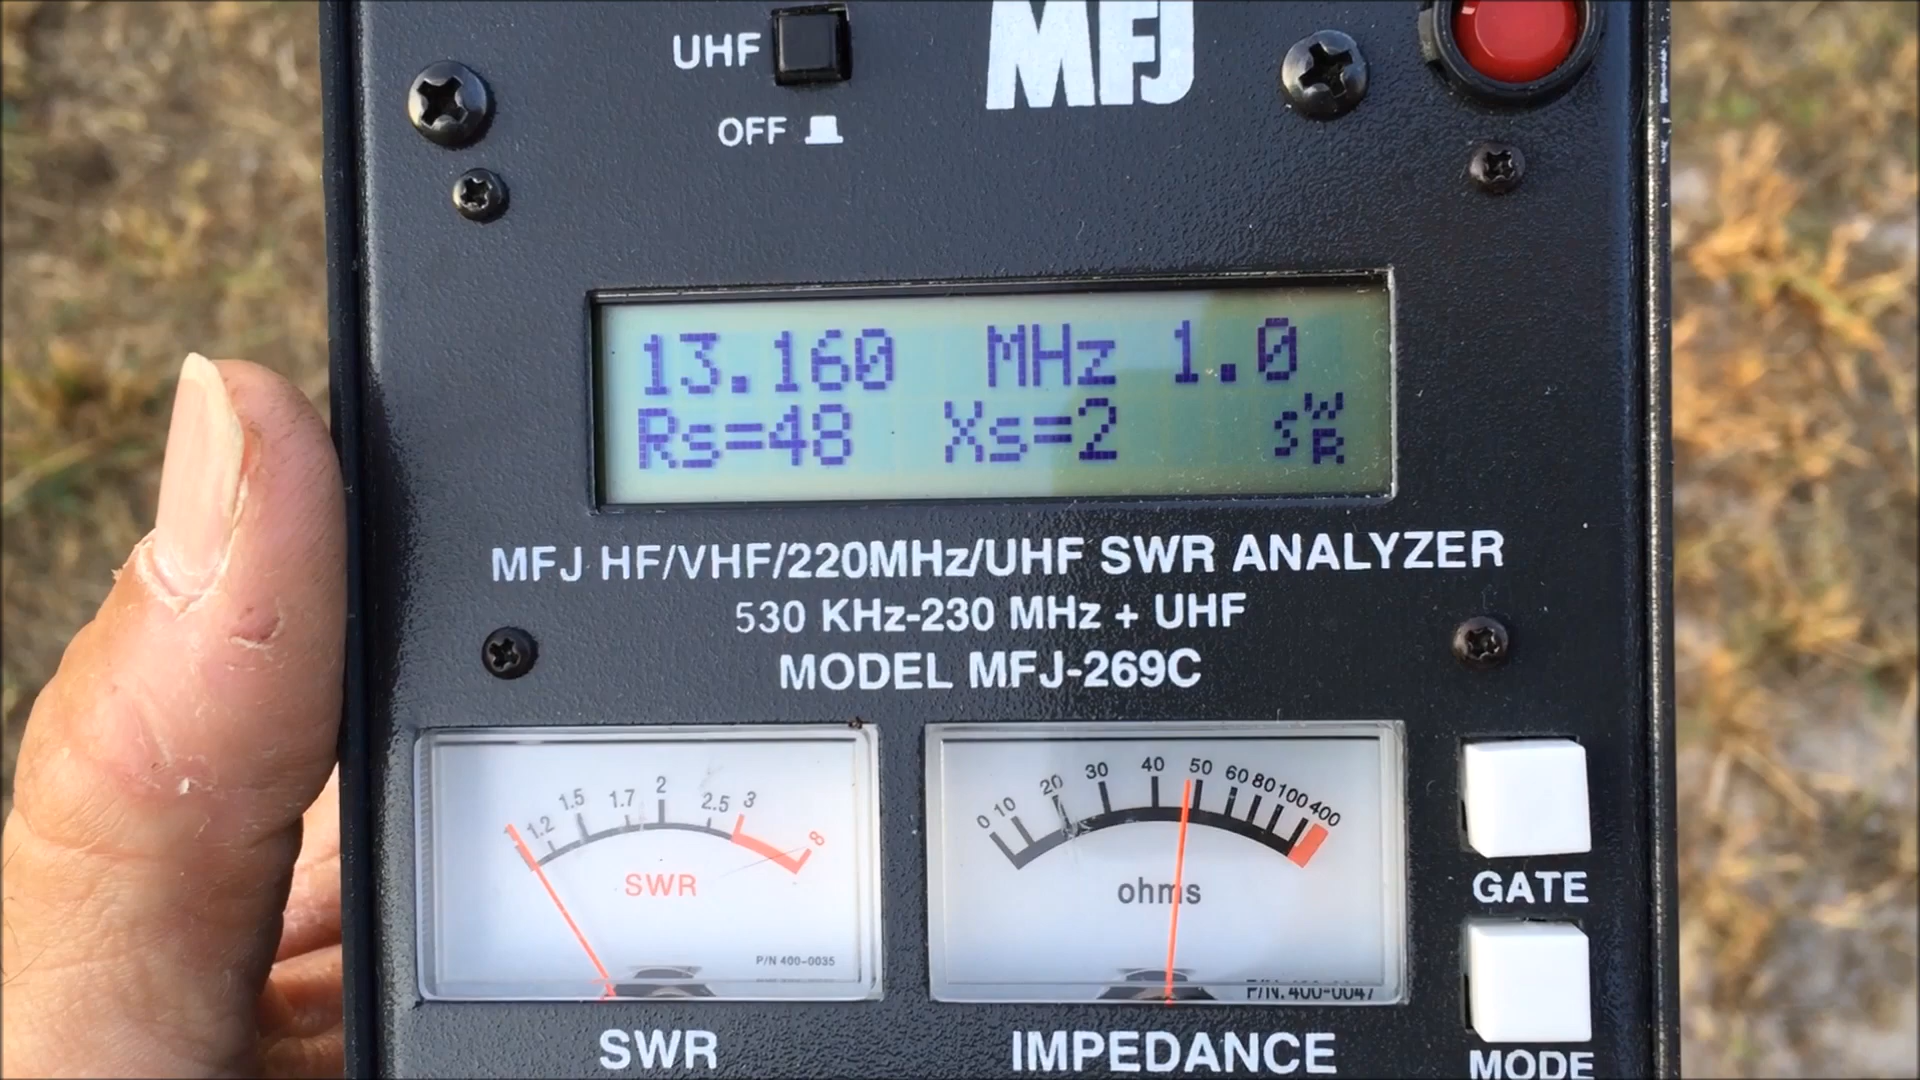 UHF
MFJ
OFF
13.160 MHz 1.0
Rs=48 Xs=2 SWR
MFJ HF/VHF/220MHz/UHF SWR ANALYZER
530 KHz-230 MHz + UHF
MODEL MFJ-269C
1 1.2 1.5 1.7 2 2.5 3 8
SWR
P/N 400-0035
0 10 20 30 40 50 60 80 100 400
ohms
P/N. 400-0047
GATE
SWR
IMPEDANCE
MODE